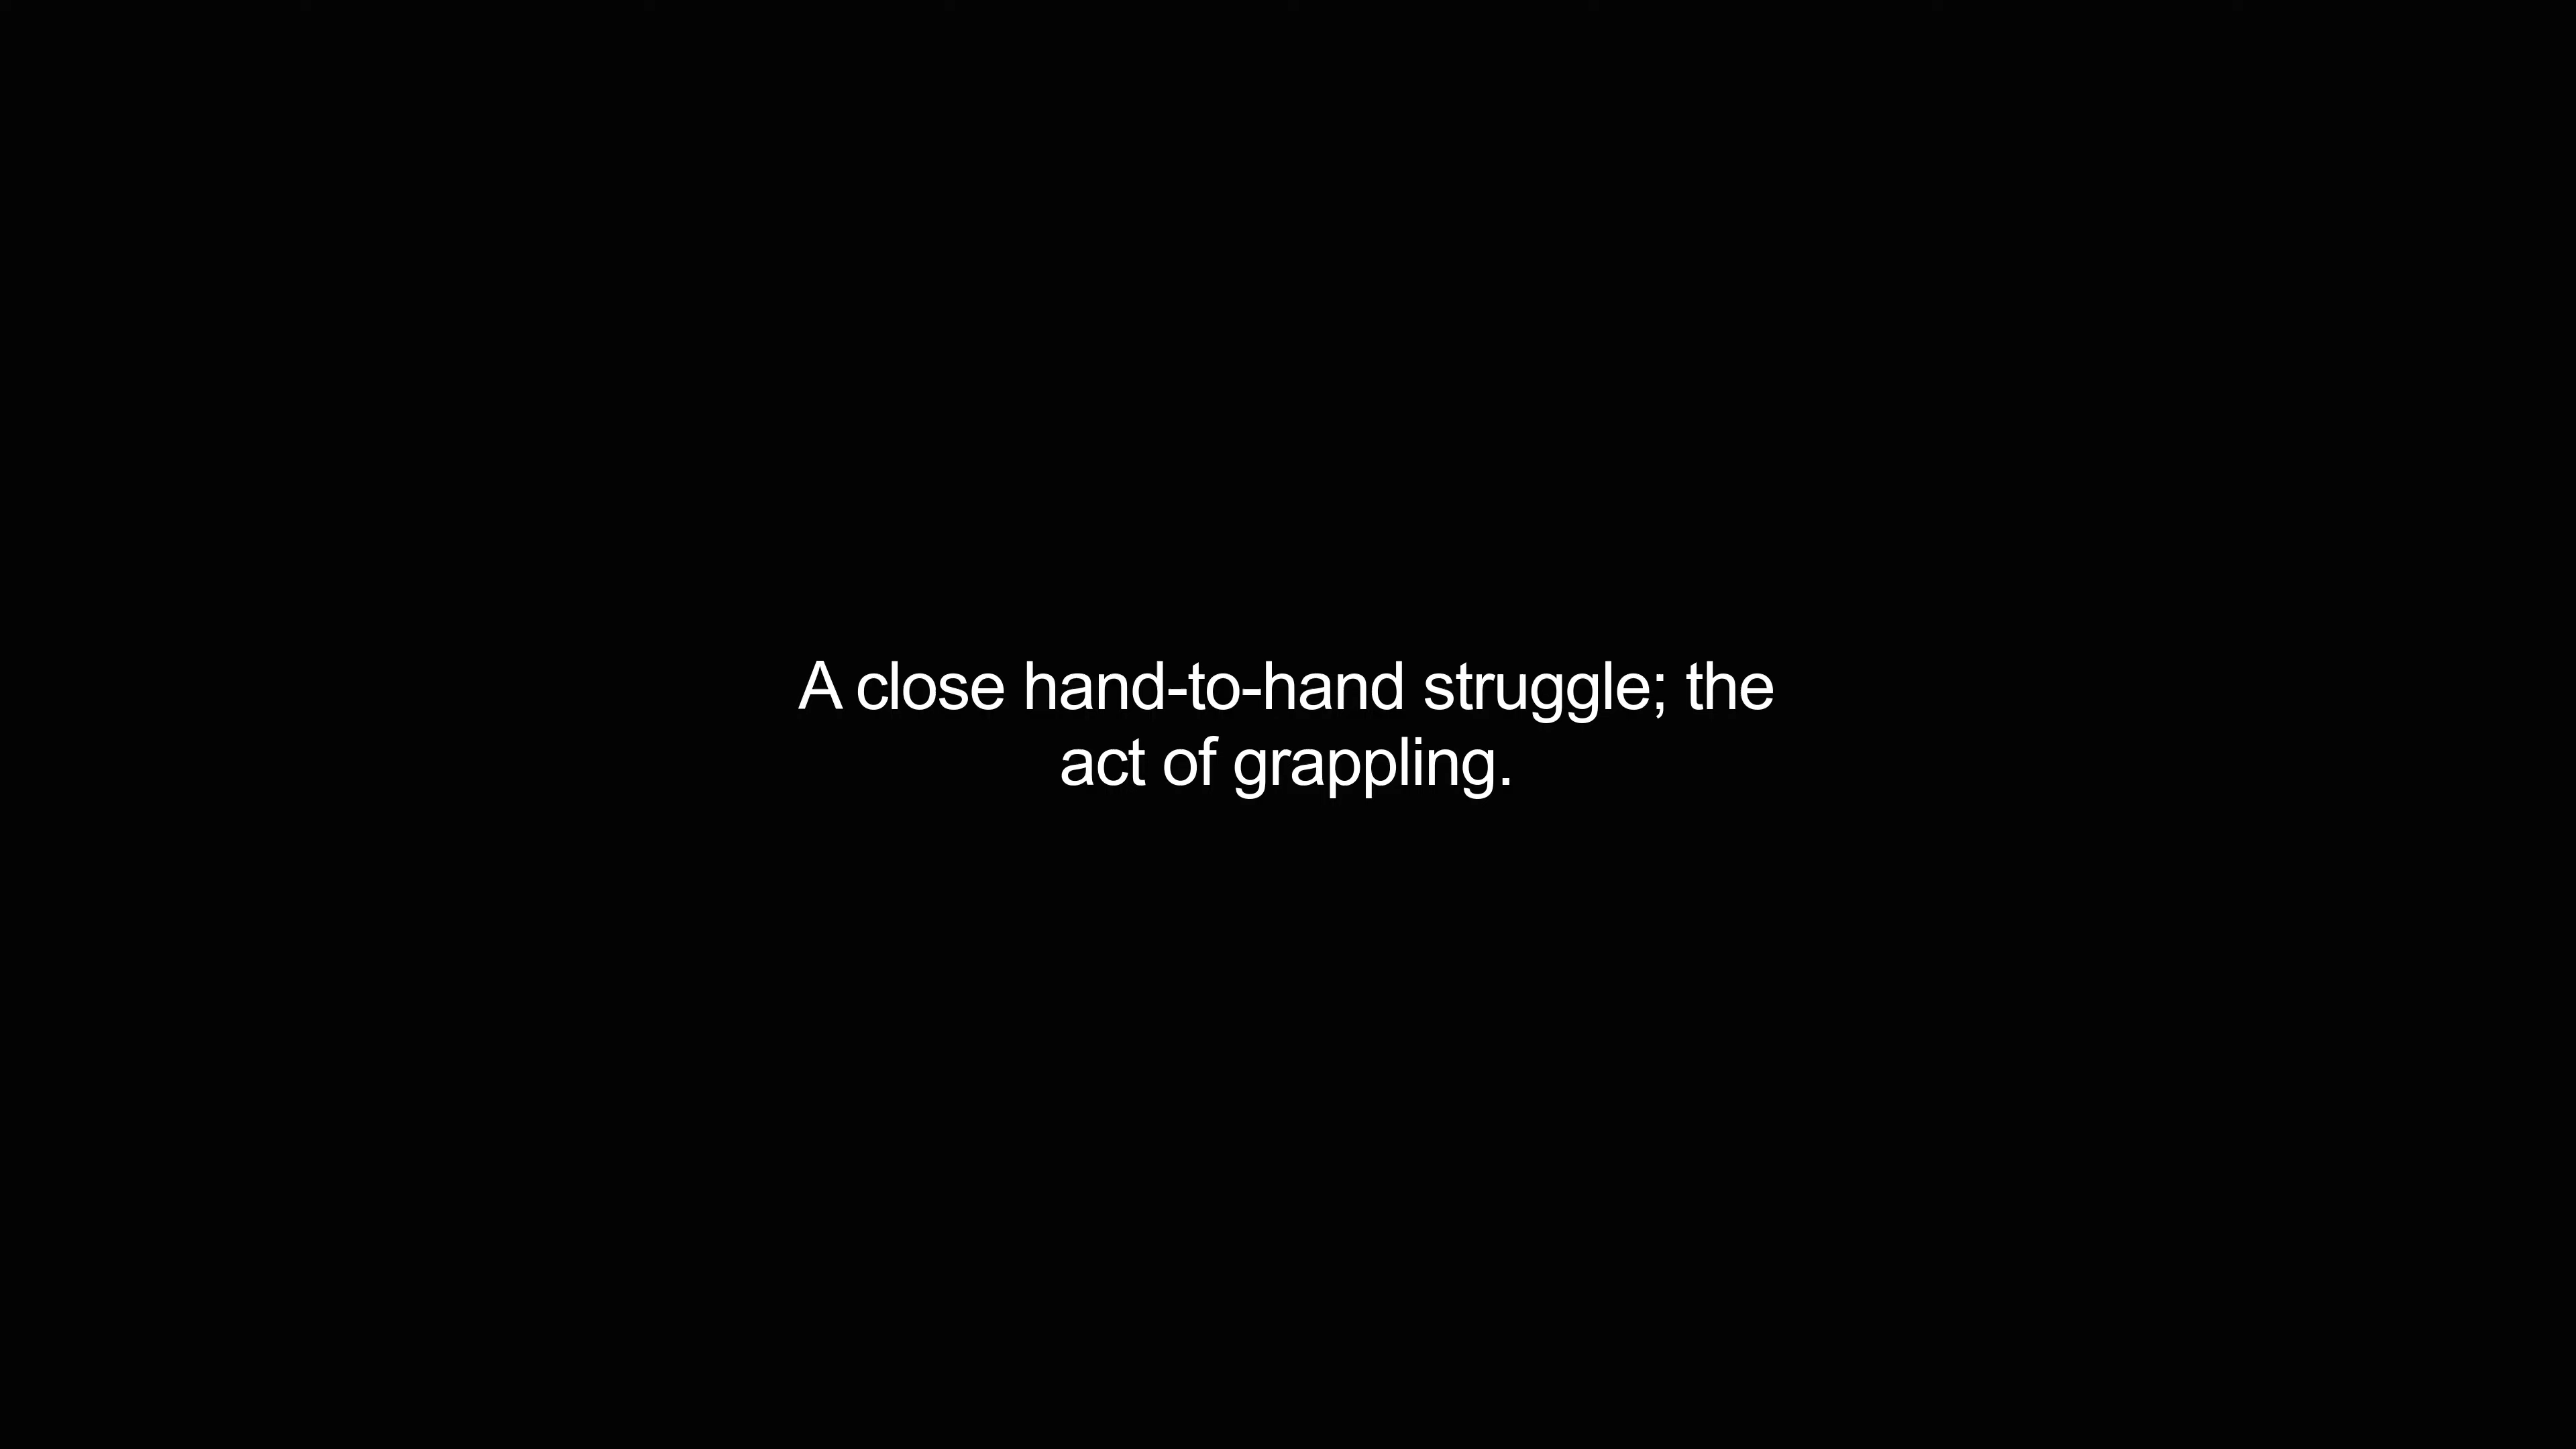 A close hand-to-hand struggle; the
act of grappling.